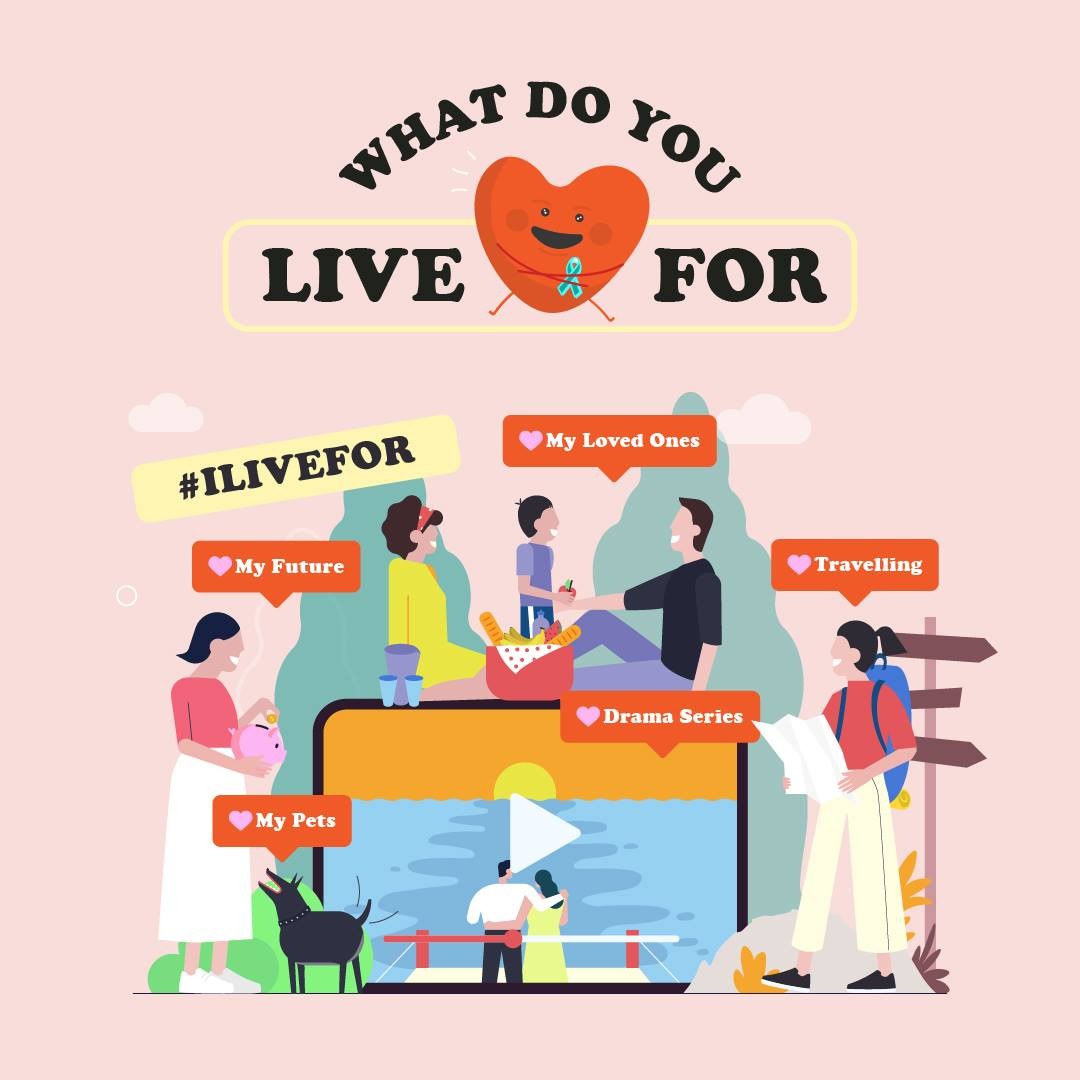 WHAT DO YOU
LIVE FOR
#ILIVEFOR
My Loved Ones
My Future
Travelling
Drama Series
My Pets